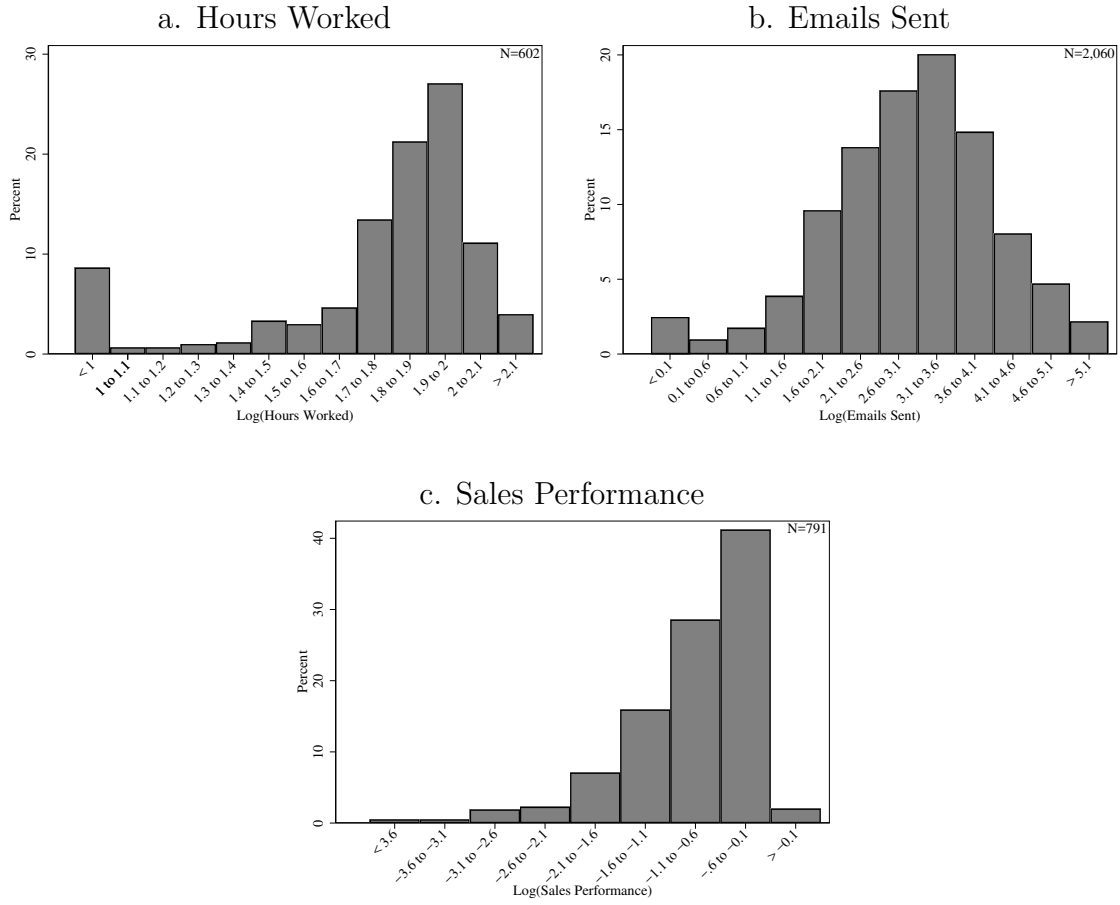 a. Hours Worked
N=602
Percent
0
10
20
30
< 1
1 to 1.1
1.1 to 1.2
1.2 to 1.3
1.3 to 1.4
1.4 to 1.5
1.5 to 1.6
1.6 to 1.7
1.7 to 1.8
1.8 to 1.9
1.9 to 2
2 to 2.1
> 2.1
Log(Hours Worked)
b. Emails Sent
N=2,060
Percent
0
5
10
15
20
< 0.1
0.1 to 0.6
0.6 to 1.1
1.1 to 1.6
1.6 to 2.1
2.1 to 2.6
2.6 to 3.1
3.1 to 3.6
3.6 to 4.1
4.1 to 4.6
4.6 to 5.1
> 5.1
Log(Emails Sent)
c. Sales Performance
N=791
Percent
0
10
20
30
40
< 3.6
−3.6 to −3.1
−3.1 to −2.6
−2.6 to −2.1
−2.1 to −1.6
−1.6 to −1.1
−1.1 to −0.6
−.6 to −0.1
> −0.1
Log(Sales Performance)